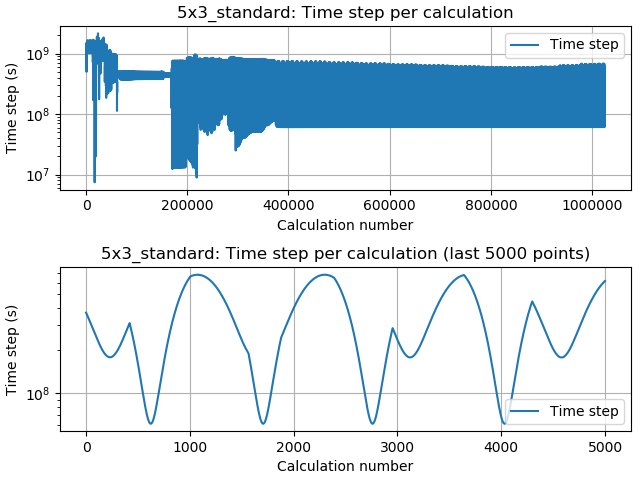 5x3_standard: Time step per calculation
Time step (s)
10⁹
10⁸
10⁷
Time step
0 200000 400000 600000 800000 1000000
Calculation number
5x3_standard: Time step per calculation (last 5000 points)
Time step (s)
10⁸
Time step
0 1000 2000 3000 4000 5000
Calculation number